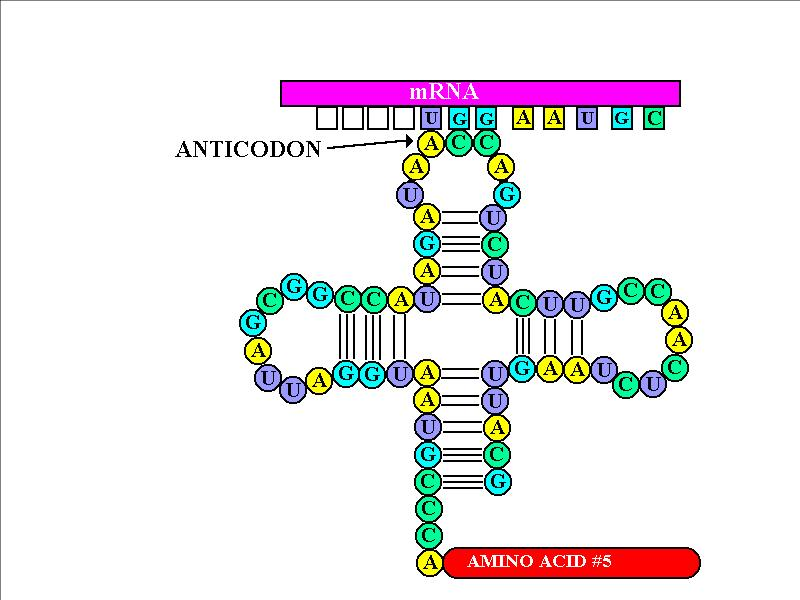 mRNA
U G G A A U G C
ANTICODON
A C C
A A
U G
A U
G C
A U
C G G C C A U A C U U G C C
G A
A A
U U A G G U A U G A A U C U C
A U
U A
G C
C G
C
C
A AMINO ACID #5